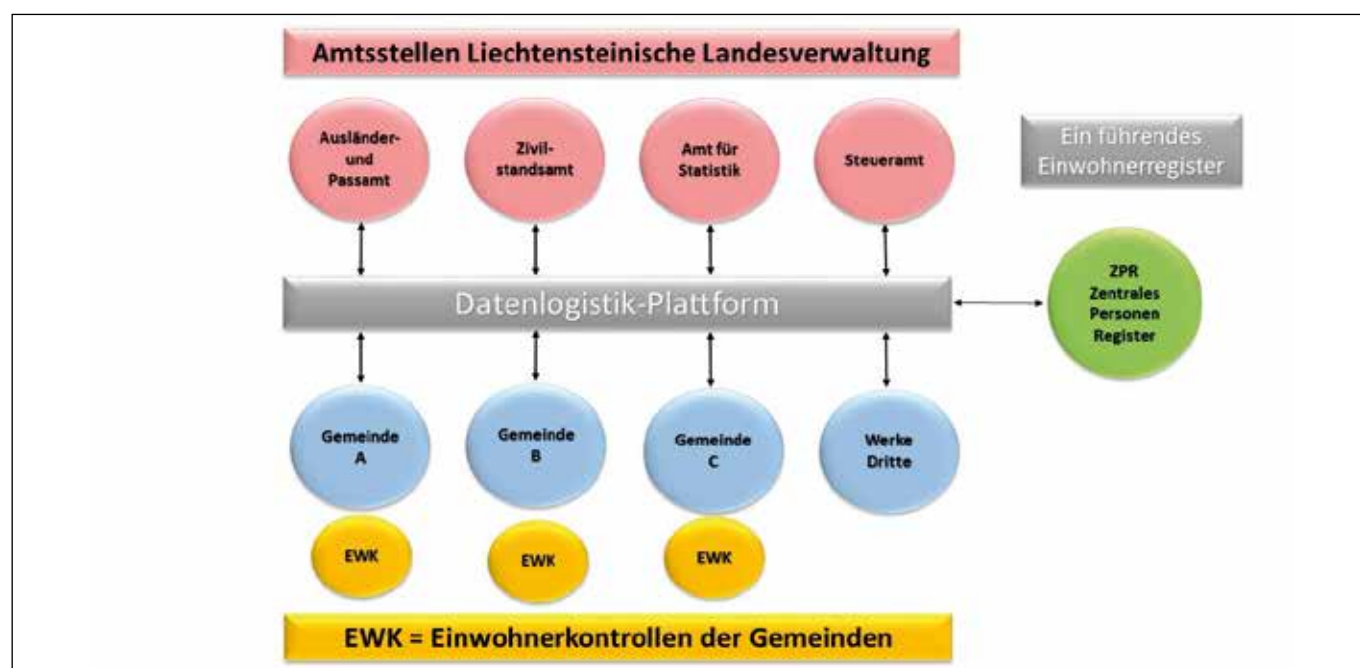 Amtsstellen Liechtensteinische Landesverwaltung
Ausländer-
und
Passamt
Zivil-
standsamt
Amt für
Statistik
Steueramt
Ein führendes
Einwohnerregister
Datenlogistik-Plattform
ZPR
Zentrales
Personen
Register
Gemeinde
A
Gemeinde
B
Gemeinde
C
Werke
Dritte
EWK
EWK
EWK
EWK = Einwohnerkontrollen der Gemeinden